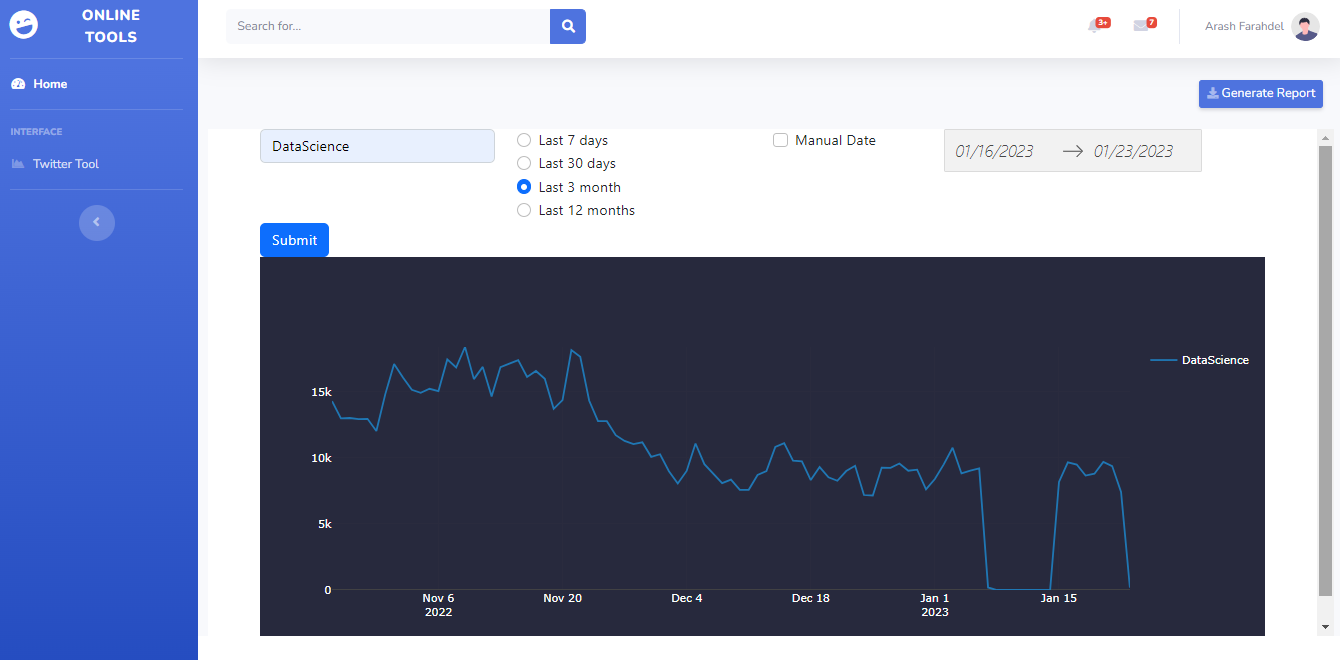 ONLINE
TOOLS
Search for...
3+
7
Arash Farahdel
Home
Generate Report
INTERFACE
Twitter Tool
DataScience
Last 7 days
Last 30 days
Last 3 month
Last 12 months
Manual Date
01/16/2023
01/23/2023
Submit
DataScience
15k
10k
5k
0
Nov 6
2022
Nov 20
Dec 4
Dec 18
Jan 1
2023
Jan 15